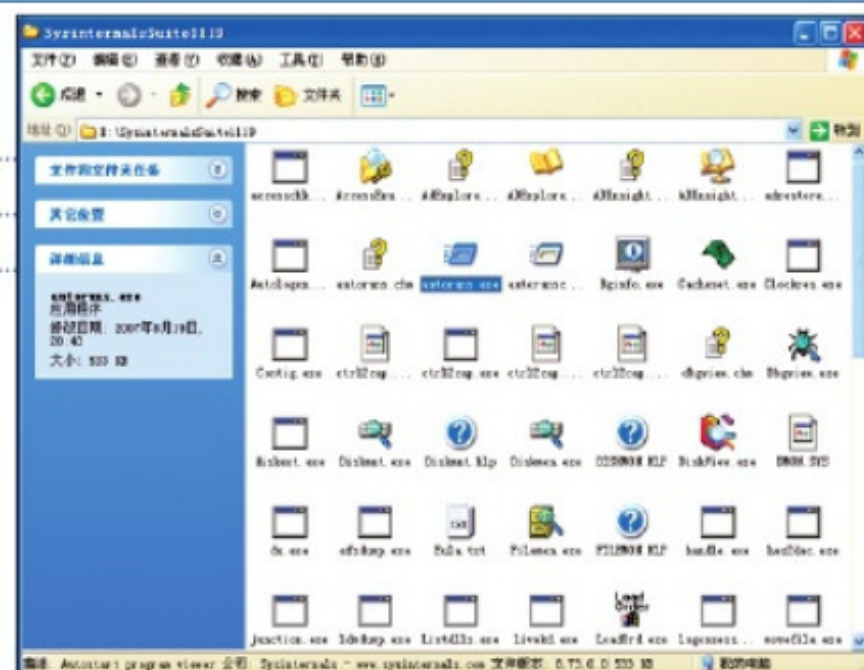 SysinternalsSuite1119
文件(F) 编辑(E) 查看(V) 收藏(A) 工具(T) 帮助(H)
后退 搜索 文件夹
地址(D) E:\SysinternalsSuite1119 转到
文件和文件夹任务
其它位置
详细信息
autoruns.exe
应用程序
修改日期: 2007年8月19日,
20:40
大小: 533 KB
accesschk... AccessEnu... ADExplore... ADExplore... ADInsight... ADInsight... adrestore...
Autologon... autoruns.chm autoruns.exe autorunsc... Bginfo.exe Cacheset.exe Clockres.exe
Contig.exe ctrl2cap.... ctrl2cap.exe ctrl2cap.... ctrl2cap.... dbgview.chm Dbgview.exe
diskext.exe Diskmnt.exe Diskmnt.hlp Diskmon.exe DISKMON.HLP DiskView.exe DMON.SYS
du.exe efsdump.exe Eula.txt Filemon.exe FILEMON.HLP handle.exe hex2dec.exe
junction.exe ldmdump.exe Listdlls.exe livekd.exe LoadOrd.exe logonsess... movefile.exe
描述: Autostart program viewer 公司: Sysinternals - www.sysinternals.com 文件版本: 8.73.0.0 533 KB 我的电脑